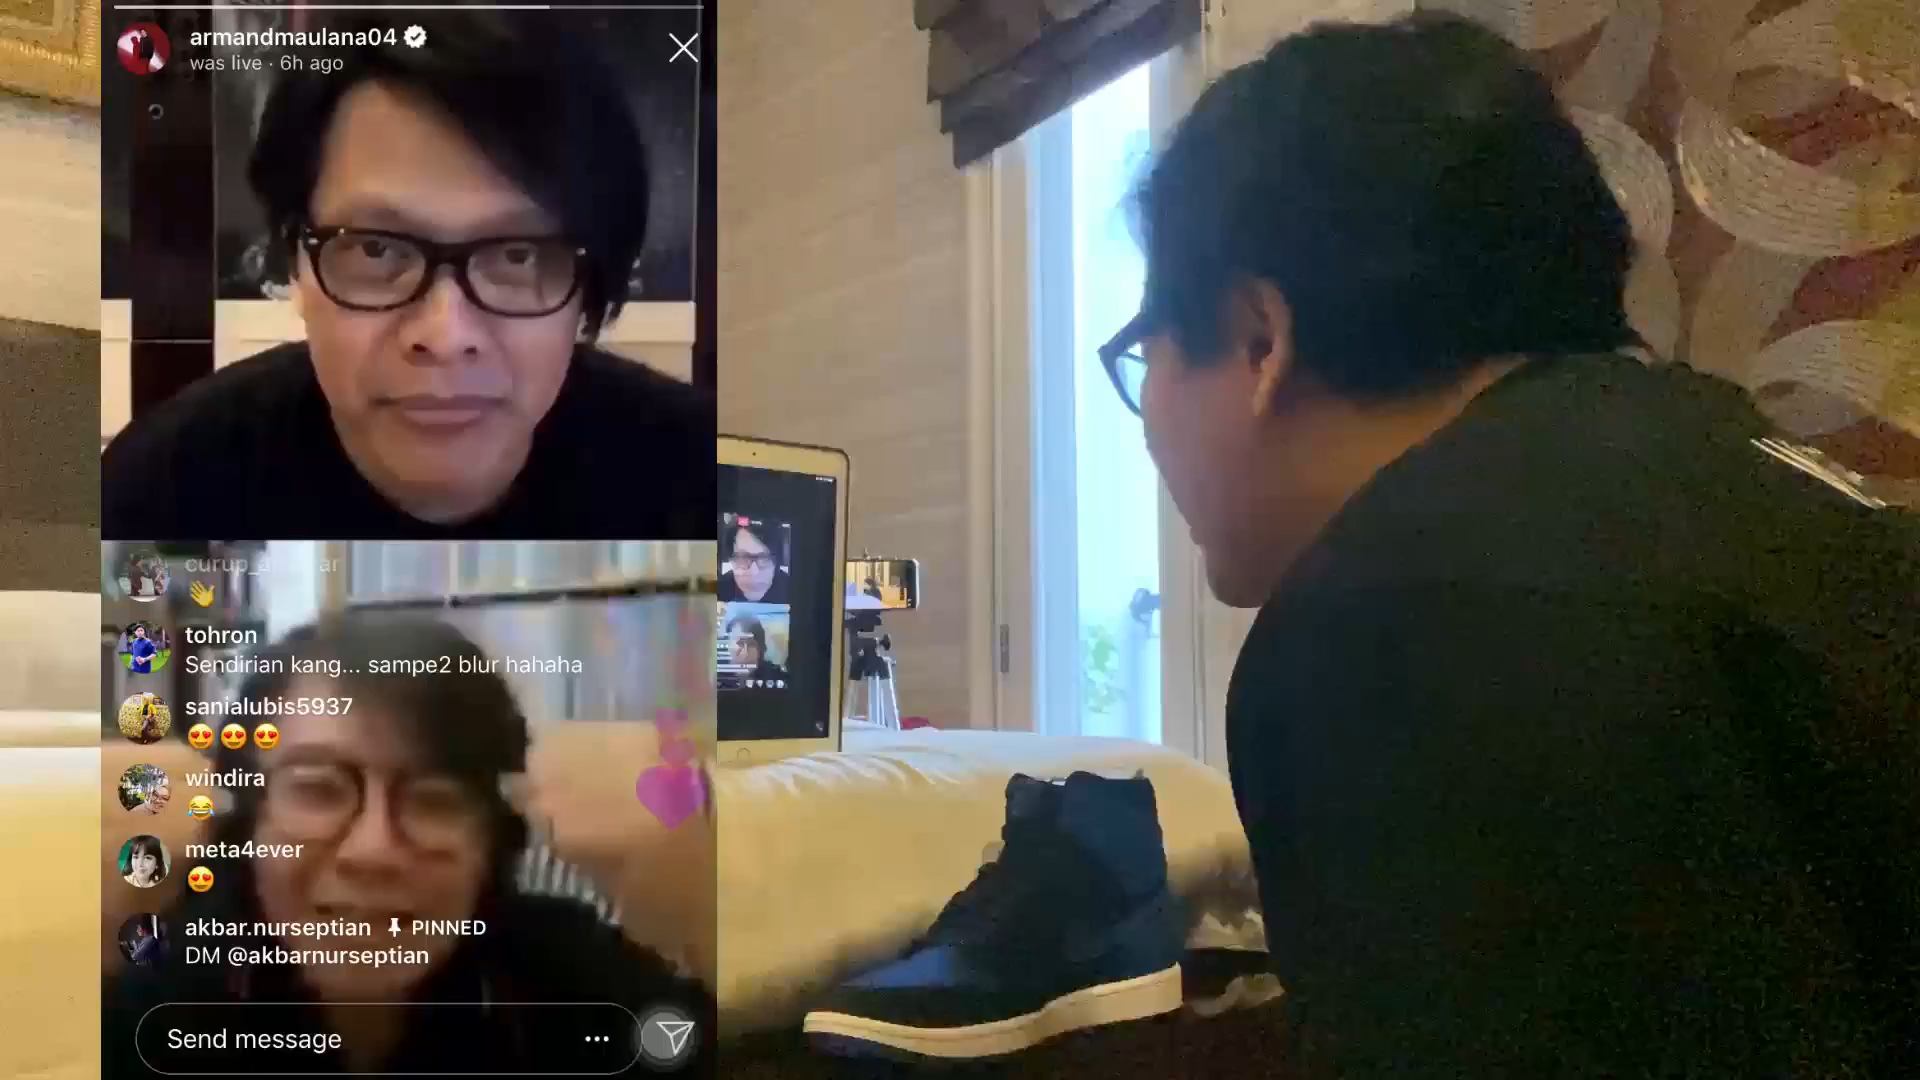 armandmaulana04
was live · 6h ago
tohron
Sendirian kang... sampe2 blur hahaha
sanialubis5937
windira
meta4ever
akbar.nurseptian PINNED
DM @akbarnurseptian
Send message